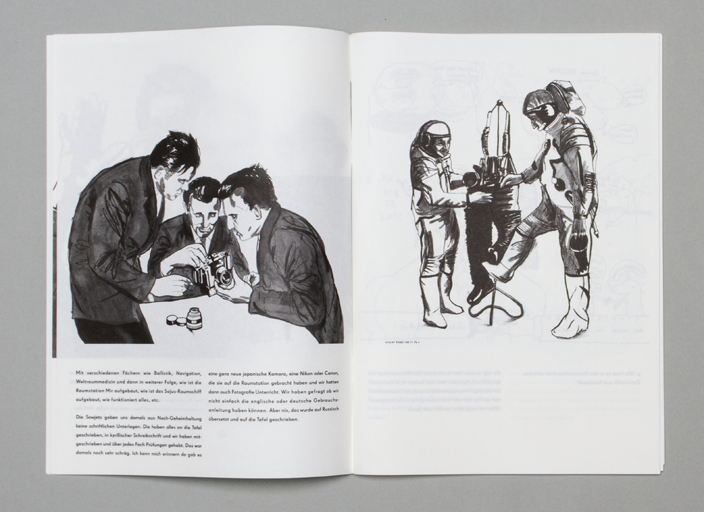 Mit verschiedenen Fächern: wie Ballistik, Navigation,
Weltraummedizin und dann in weiterer Folge, wie ist die
Raumstation Mir aufgebaut, wie ist das Sojus-Raumschiff
aufgebaut, wie funktioniert alles, etc.
Die Sowjets gaben uns damals aus Nach-Geheimhaltung
keine schriftlichen Unterlagen. Die haben alles an die Tafel
geschrieben, in kyrillischer Schreibschrift und wir haben mit-
geschrieben und über jedes Fach Prüfungen gehabt. Das war
damals noch sehr schräg. Ich kann mich erinnern da gab es
eine ganz neue japanische Kamera, eine Nikon oder Canon,
die sie auf die Raumstation gebracht haben und wir hatten
dann auch Fotografie Unterricht. Wir haben gefragt ob wir
nicht einfach die englische oder deutsche Gebrauchs-
anleitung haben können. Aber nix, das wurde auf Russisch
übersetzt und auf die Tafel geschrieben.